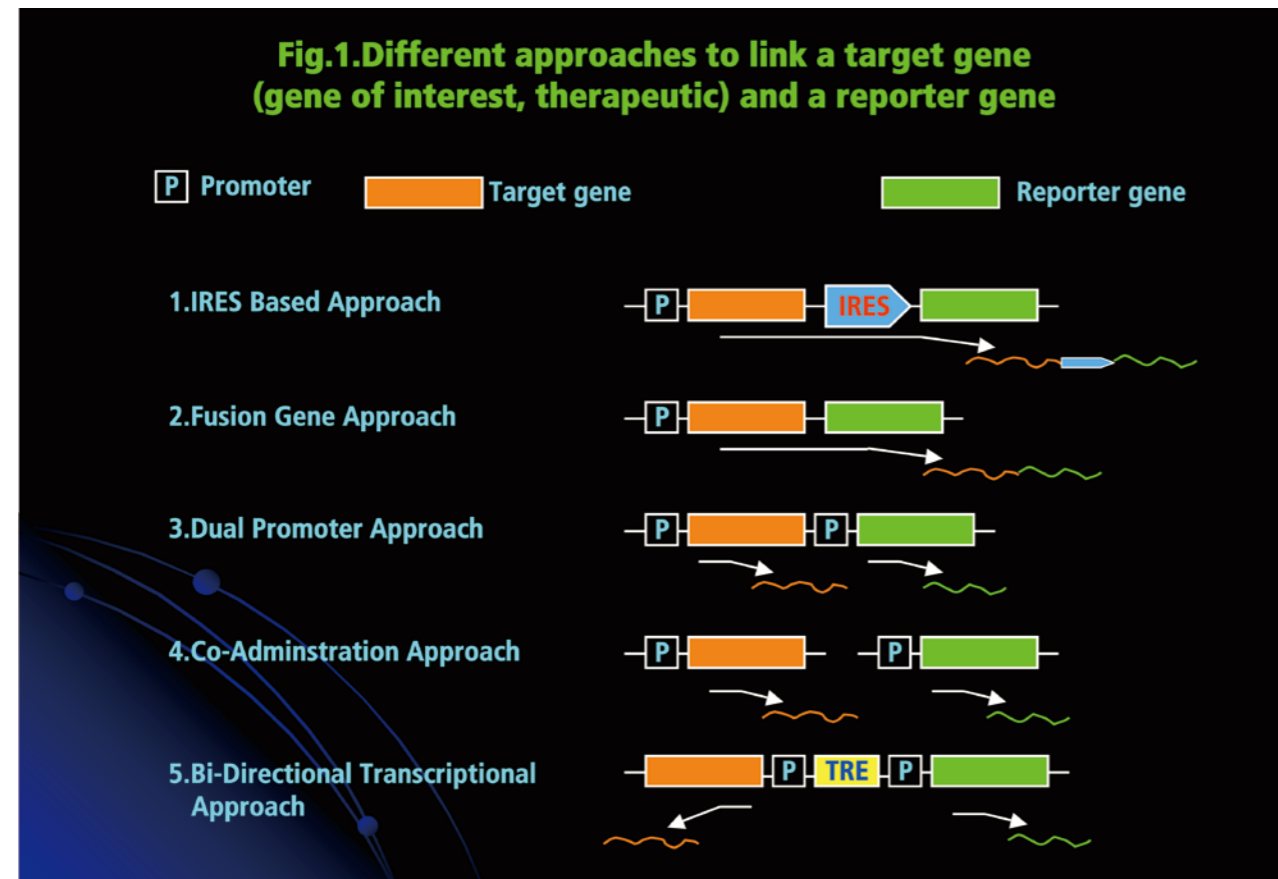 Fig.1.Different approaches to link a target gene
(gene of interest, therapeutic) and a reporter gene
P Promoter
Target gene
Reporter gene
1.IRES Based Approach
P
IRES
2.Fusion Gene Approach
P
3.Dual Promoter Approach
P
P
4.Co-Adminstration Approach
P
P
5.Bi-Directional Transcriptional
Approach
P
TRE
P